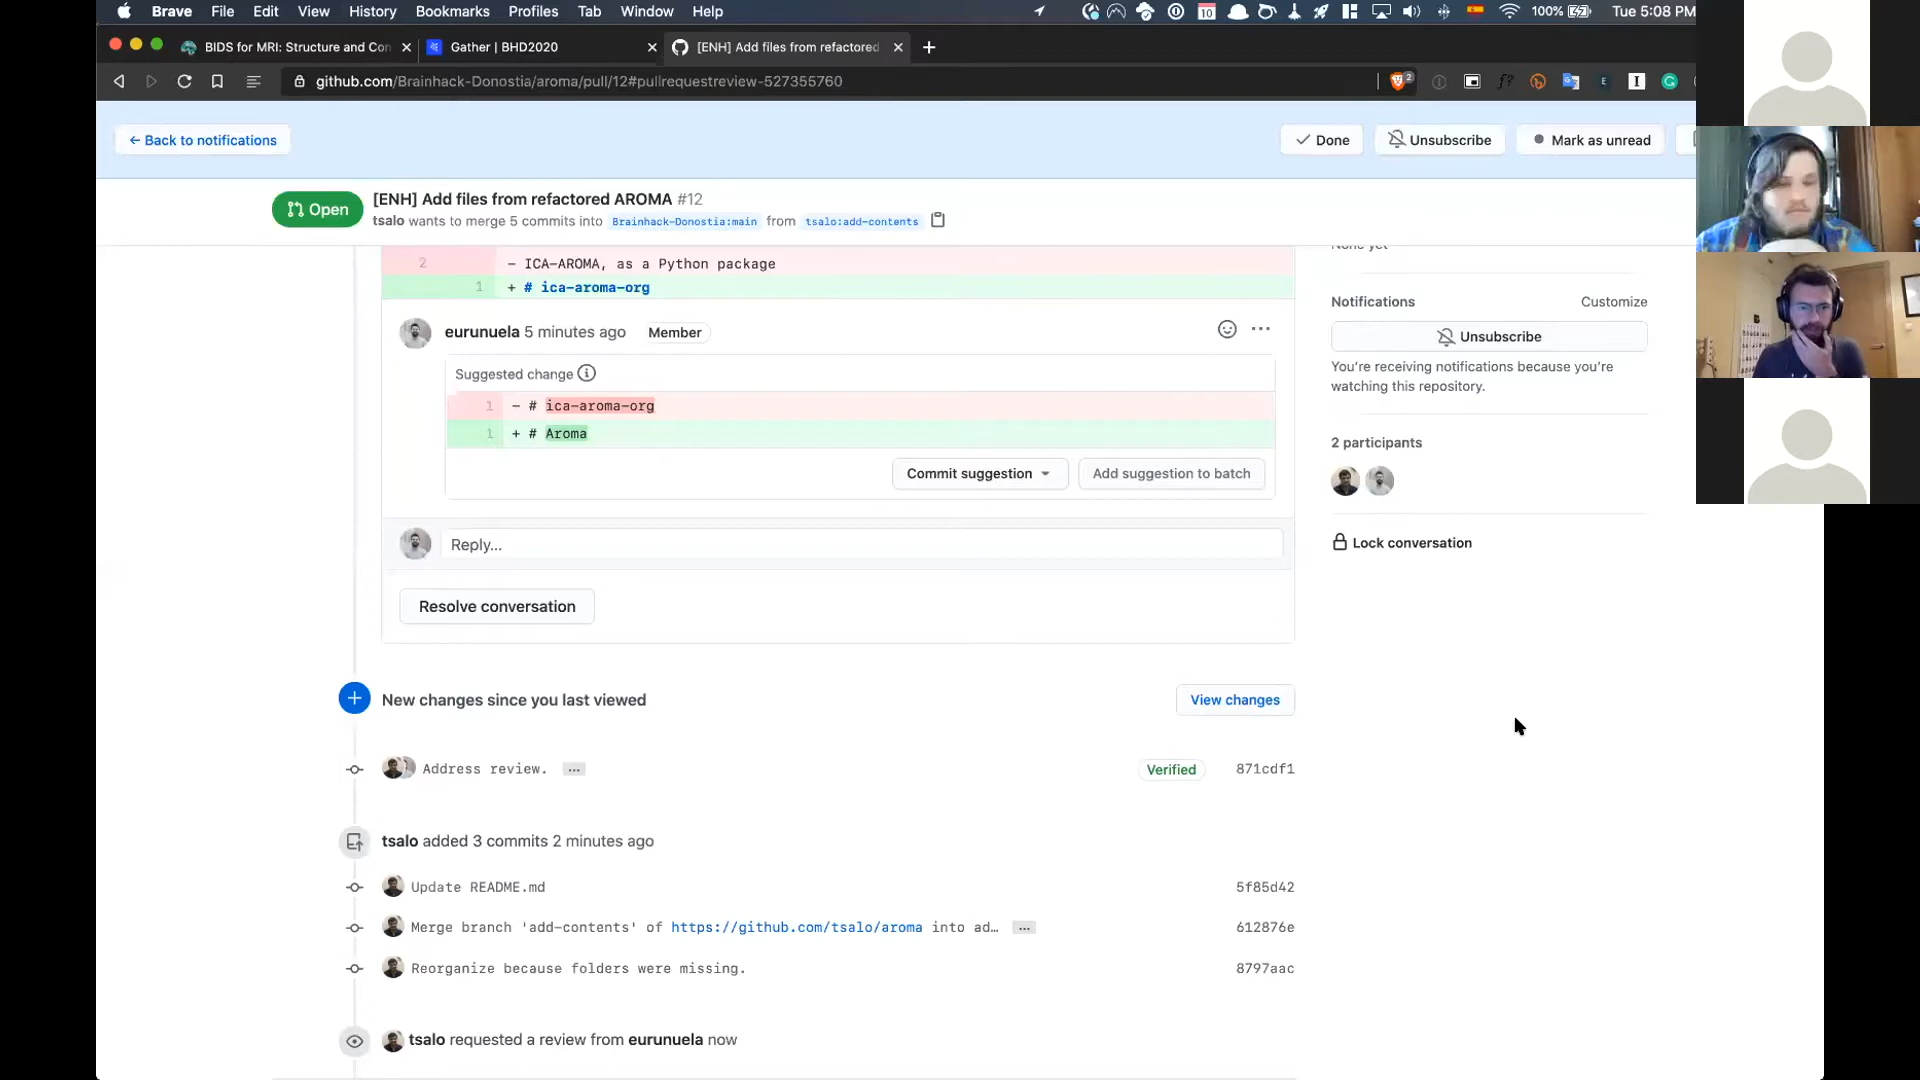 Brave File Edit View History Bookmarks Profiles Tab Window Help 10 100% Tue 5:08 PM
BIDS for MRI: Structure and Con
Gather | BHD2020
[ENH] Add files from refactored
github.com/Brainhack-Donostia/aroma/pull/12#pullrequestreview-527355760
2
← Back to notifications
Done
Unsubscribe
Mark as unread
Open
[ENH] Add files from refactored AROMA #12
tsalo wants to merge 5 commits into Brainhack-Donostia:main from tsalo:add-contents
None yet
2 - ICA-AROMA, as a Python package
1 + # ica-aroma-org
eurunuela 5 minutes ago Member
Suggested change
1 - # ica-aroma-org
1 + # Aroma
Commit suggestion
Add suggestion to batch
Reply...
Resolve conversation
Notifications Customize
Unsubscribe
You're receiving notifications because you're
watching this repository.
2 participants
Lock conversation
New changes since you last viewed
View changes
Address review. ... Verified 871cdf1
tsalo added 3 commits 2 minutes ago
Update README.md 5f85d42
Merge branch 'add-contents' of https://github.com/tsalo/aroma into ad… ... 612876e
Reorganize because folders were missing. 8797aac
tsalo requested a review from eurunuela now